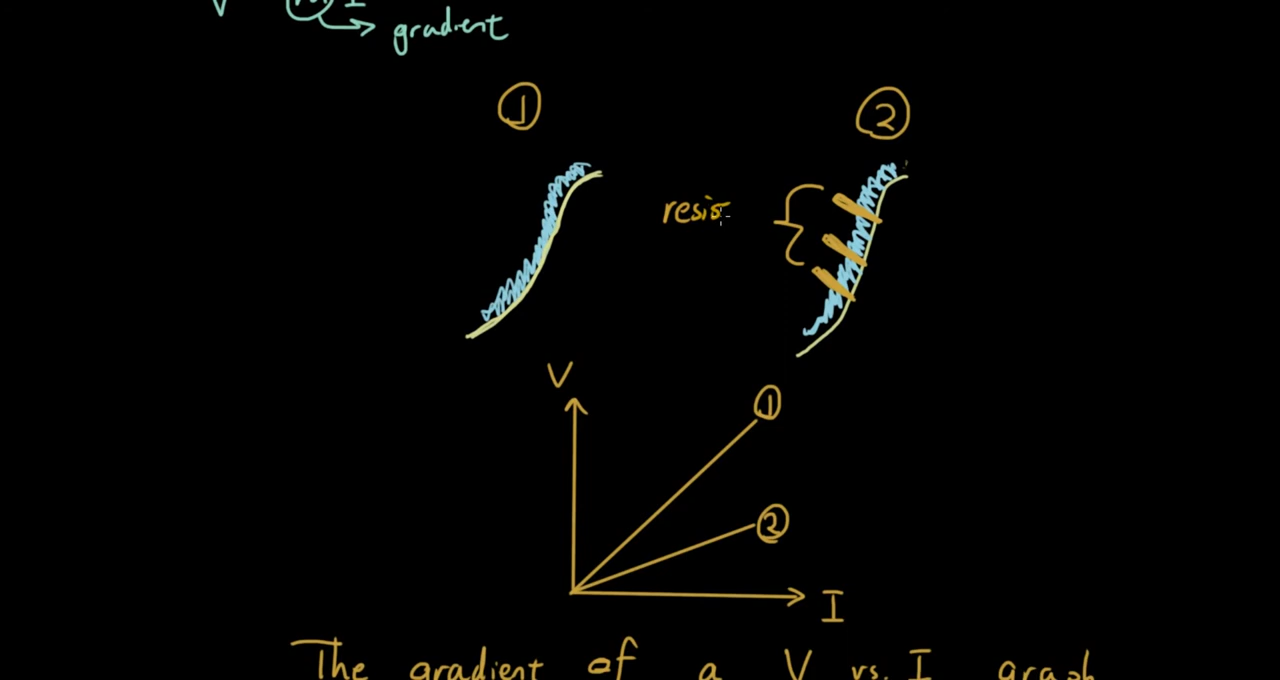 V I
gradient
1 2
resis
V
1
2
I
The gradient of a V vs. I graph